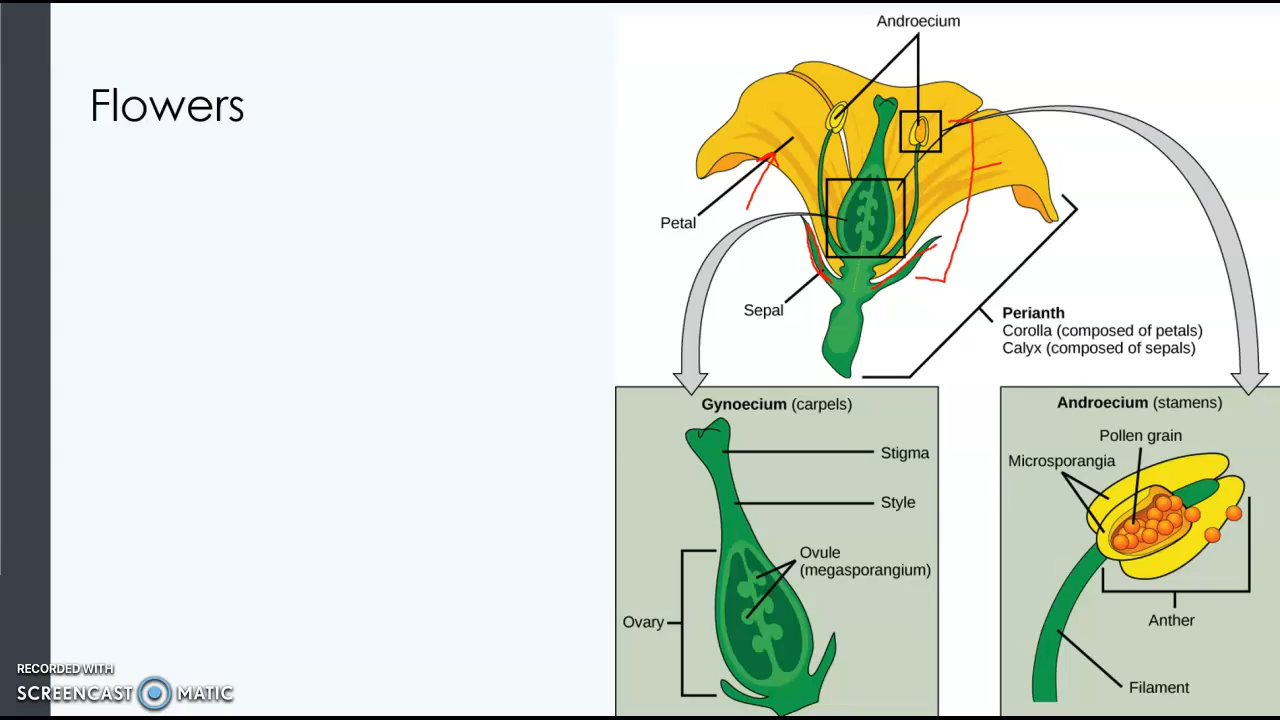 Flowers
Androecium
Petal
Sepal
Perianth
Corolla (composed of petals)
Calyx (composed of sepals)
Gynoecium (carpels)
Stigma
Style
Ovule
(megasporangium)
Ovary
Androecium (stamens)
Pollen grain
Microsporangia
Anther
Filament
RECORDED WITH
SCREENCAST MATIC